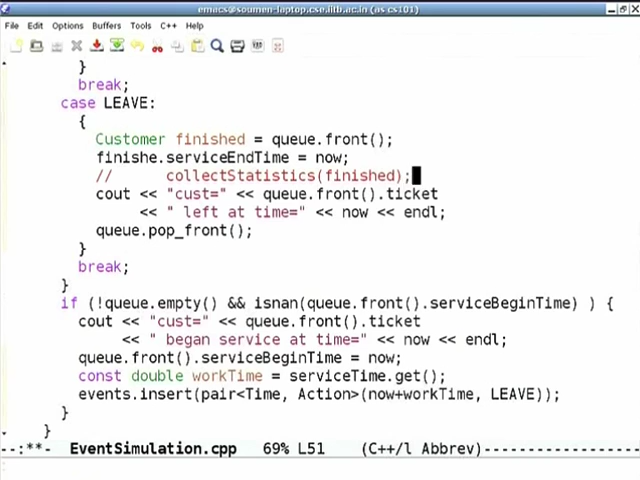 emacs@soumen-laptop.cse.iitb.ac.in (as cs101)
File Edit Options Buffers Tools C++ Help
}
break;
case LEAVE:
{
Customer finished = queue.front();
finishe.serviceEndTime = now;
// collectStatistics(finished);
cout << "cust=" << queue.front().ticket
<< " left at time=" << now << endl;
queue.pop_front();
}
break;
}
if (!queue.empty() && isnan(queue.front().serviceBeginTime) ) {
cout << "cust=" << queue.front().ticket
<< " began service at time=" << now << endl;
queue.front().serviceBeginTime = now;
const double workTime = serviceTime.get();
events.insert(pair<Time, Action>(now+workTime, LEAVE));
}
}
--:**- EventSimulation.cpp 69% L51 (C++/l Abbrev)-----------------